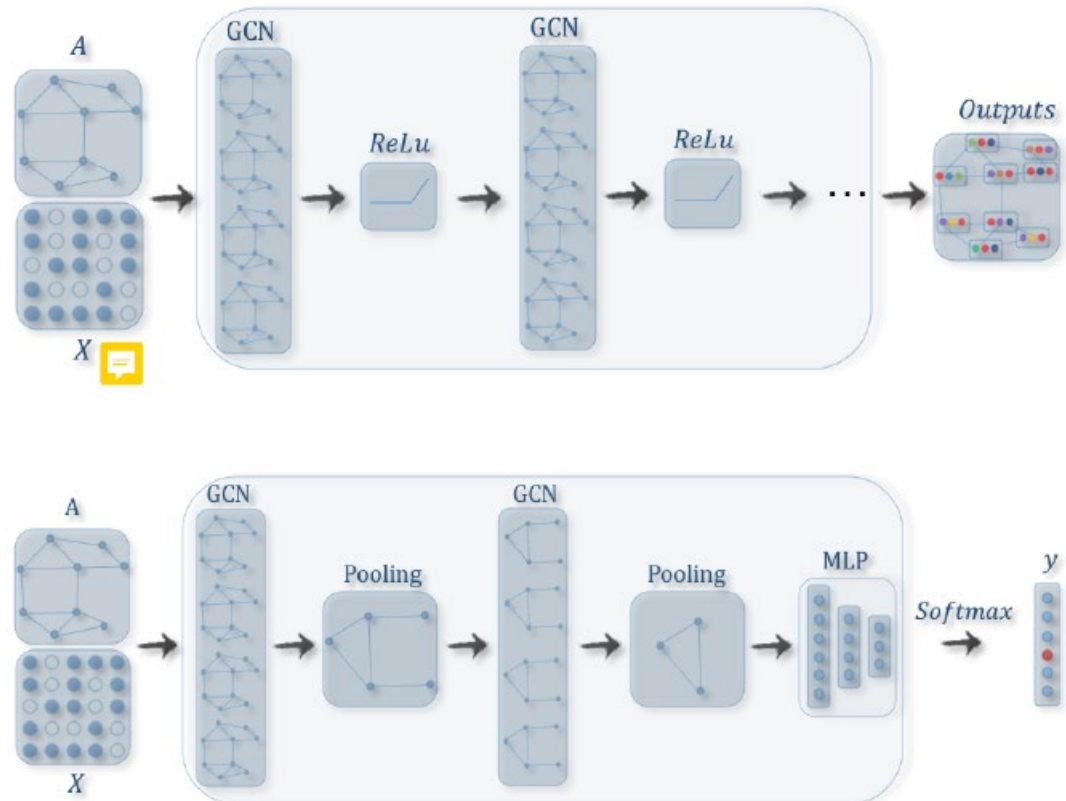 A
GCN
GCN
ReLu
ReLu
...
Outputs
X
A
GCN
GCN
Pooling
Pooling
MLP
Softmax
y
X